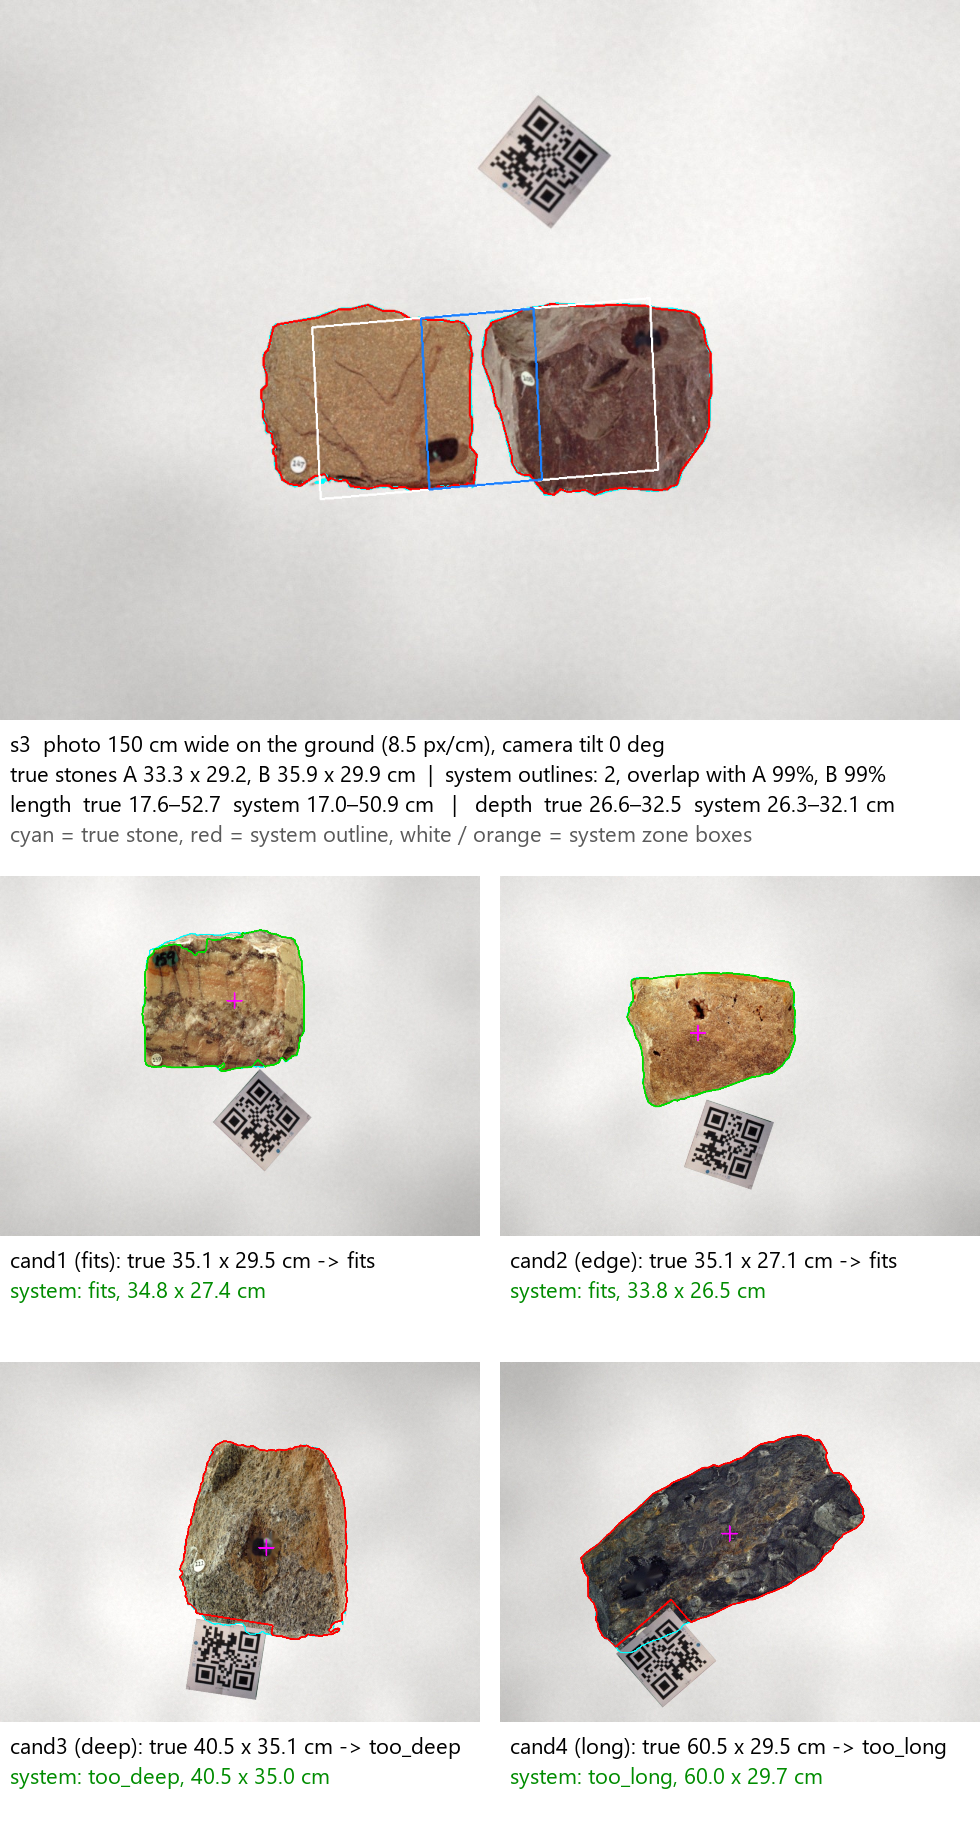 s3  photo 150 cm wide on the ground (8.5 px/cm), camera tilt 0 deg
true stones A 33.3 x 29.2, B 35.9 x 29.9 cm  |  system outlines: 2, overlap with A 99%, B 99%
length  true 17.6–52.7  system 17.0–50.9 cm  |  depth  true 26.6–32.5  system 26.3–32.1 cm
cyan = true stone, red = system outline, white / orange = system zone boxes
159
cand1 (fits): true 35.1 x 29.5 cm -> fits
system: fits, 34.8 x 27.4 cm
cand2 (edge): true 35.1 x 27.1 cm -> fits
system: fits, 33.8 x 26.5 cm
cand3 (deep): true 40.5 x 35.1 cm -> too_deep
system: too_deep, 40.5 x 35.0 cm
cand4 (long): true 60.5 x 29.5 cm -> too_long
system: too_long, 60.0 x 29.7 cm